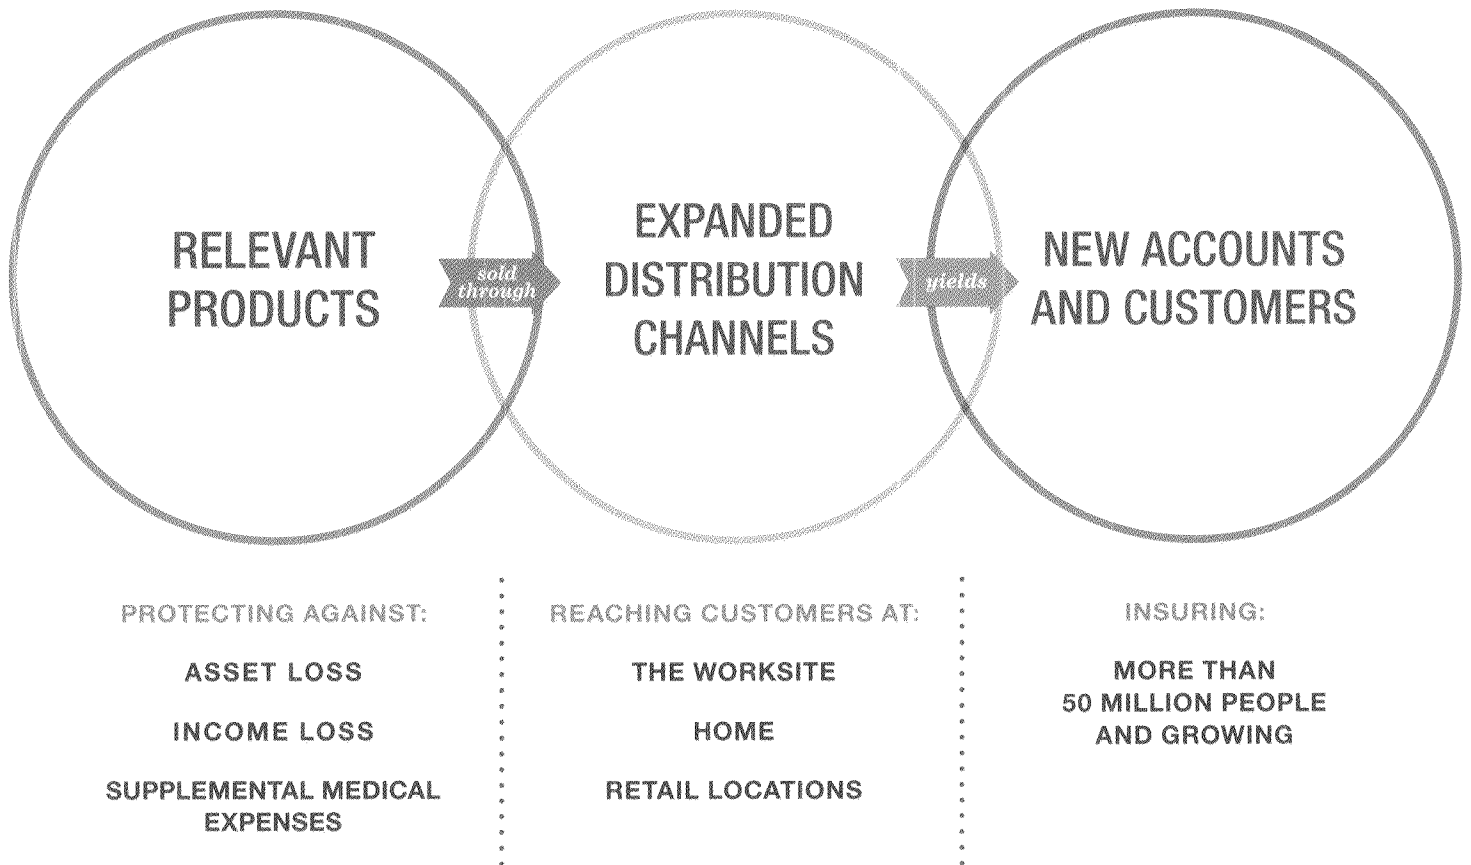 RELEVANT
PRODUCTS
sold
through
EXPANDED
DISTRIBUTION
CHANNELS
yields
NEW ACCOUNTS
AND CUSTOMERS
PROTECTING AGAINST:
ASSET LOSS
INCOME LOSS
SUPPLEMENTAL MEDICAL
EXPENSES
REACHING CUSTOMERS AT:
THE WORKSITE
HOME
RETAIL LOCATIONS
INSURING:
MORE THAN
50 MILLION PEOPLE
AND GROWING